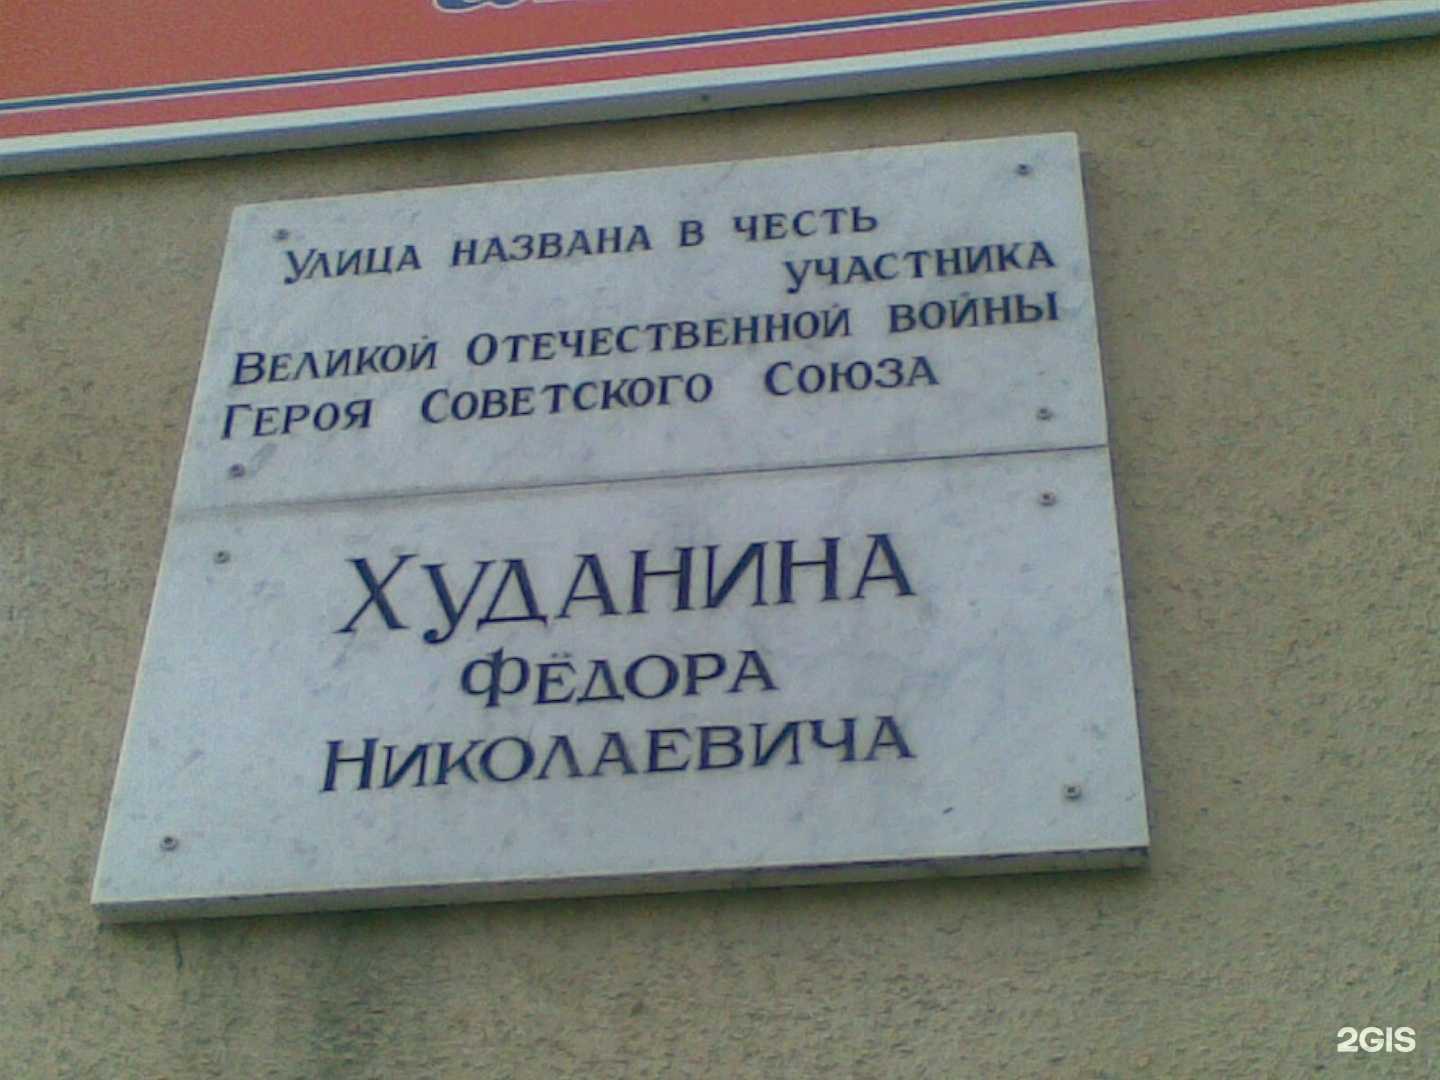 Улица названа в честь
участника
Великой Отечественной войны
Героя Советского Союза
Худанина
Фёдора
Николаевича
2GIS